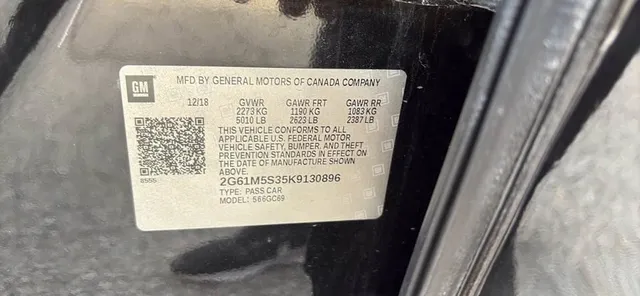 GM
MFD BY GENERAL MOTORS OF CANADA COMPANY
12/18 GVWR GAWR FRT GAWR RR
2273 KG 1190 KG 1083 KG
5010 LB 2623 LB 2387 LB
THIS VEHICLE CONFORMS TO ALL
APPLICABLE U.S. FEDERAL MOTOR
VEHICLE SAFETY, BUMPER, AND THEFT
PREVENTION STANDARDS IN EFFECT ON
THE DATE OF MANUFACTURE SHOWN
ABOVE.
2G61M5S35K9130896
TYPE: PASS CAR
MODEL: S66GC69